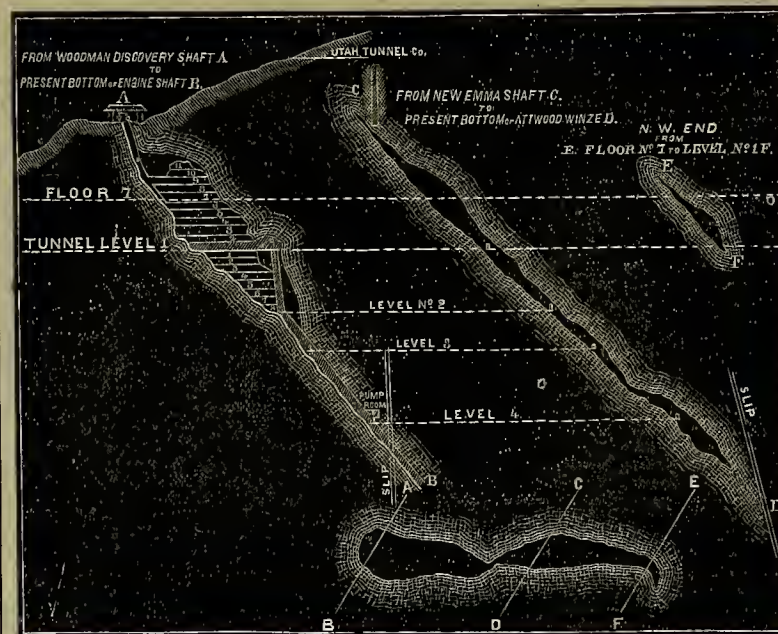 FROM WOODMAN DISCOVERY SHAFT A
TO
PRESENT BOTTOM OF ENGINE SHAFT B.
A
UTAH TUNNEL CO.
C
FROM NEW EMMA SHAFT C.
TO
PRESENT BOTTOM OF ATTWOOD WINZE D.
N. W. END
FROM
E. FLOOR No 7 TO LEVEL No 1 F.
E
FLOOR 7
TUNNEL LEVEL 1
F
LEVEL No 2
LEVEL 3
PUMP
ROOM
LEVEL 4
SLIP
SLIP
A
B
C
E
D
B
D
F